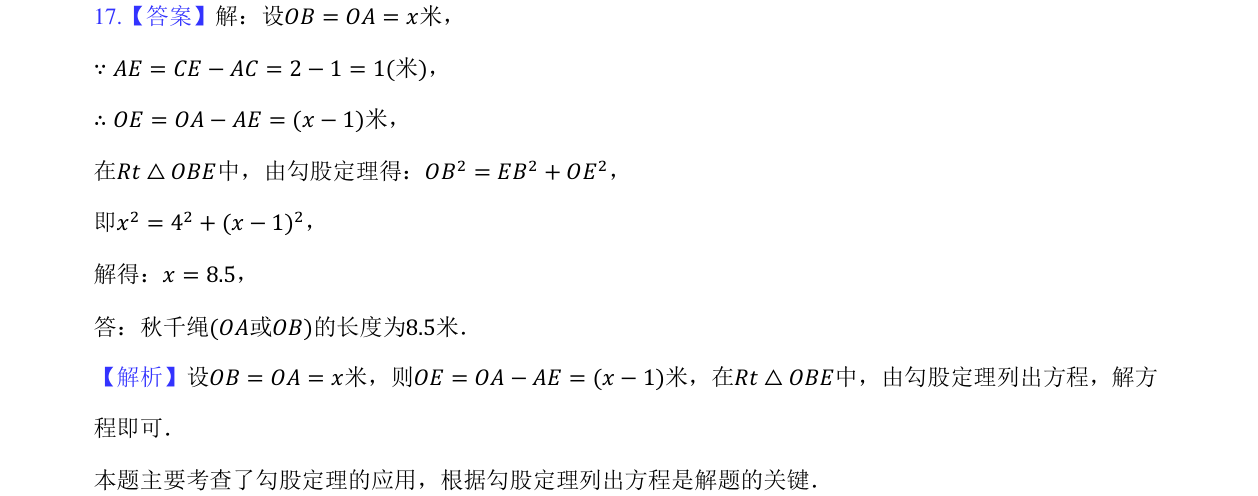 17.【答案】解：设OB = OA = x米，
∵ AE = CE − AC = 2 − 1 = 1(米)，
∴ OE = OA − AE = (x − 1)米，
在Rt △ OBE中，由勾股定理得：OB² = EB² + OE²，
即x² = 4² + (x − 1)²，
解得：x = 8.5，
答：秋千绳(OA或OB)的长度为8.5米．
【解析】设OB = OA = x米，则OE = OA − AE = (x − 1)米，在Rt △ OBE中，由勾股定理列出方程，解方
程即可．
本题主要考查了勾股定理的应用，根据勾股定理列出方程是解题的关键．